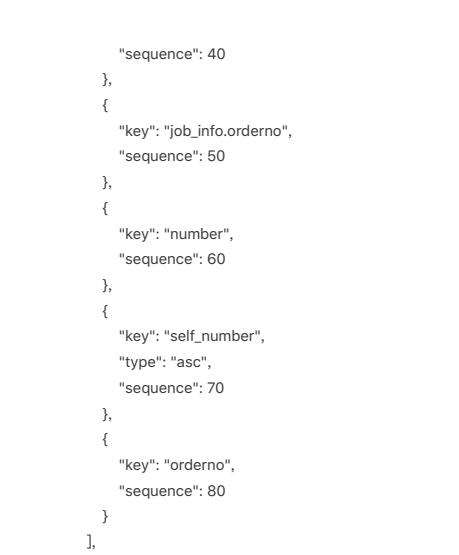 "sequence": 40
},
{
"key": "job_info.orderno",
"sequence": 50
},
{
"key": "number",
"sequence": 60
},
{
"key": "self_number",
"type": "asc",
"sequence": 70
},
{
"key": "orderno",
"sequence": 80
}
],